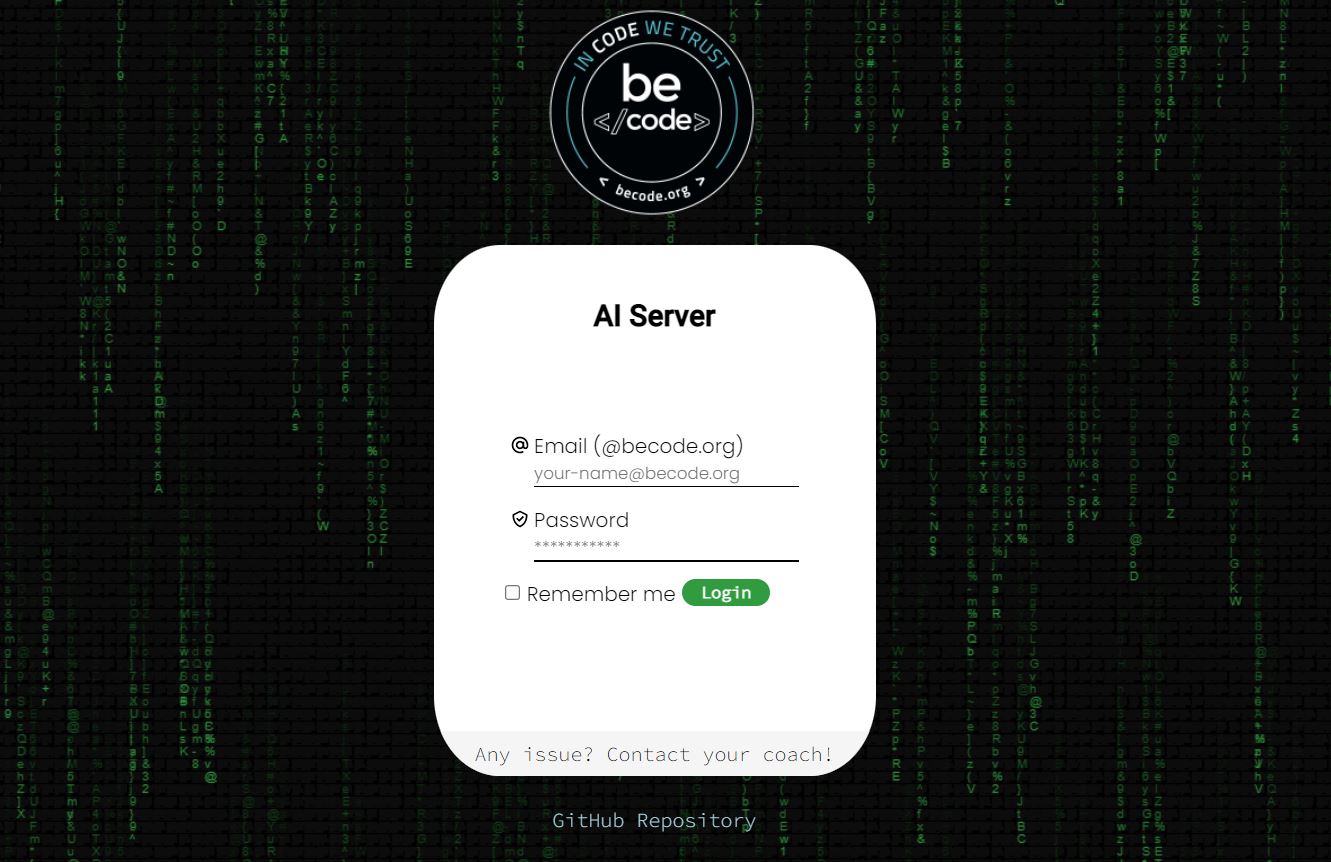 IN CODE WE TRUST
be
</code>
< becode.org >
AI Server
Email (@becode.org)
your-name@becode.org
Password
***********
Remember me Login
Any issue? Contact your coach!
GitHub Repository